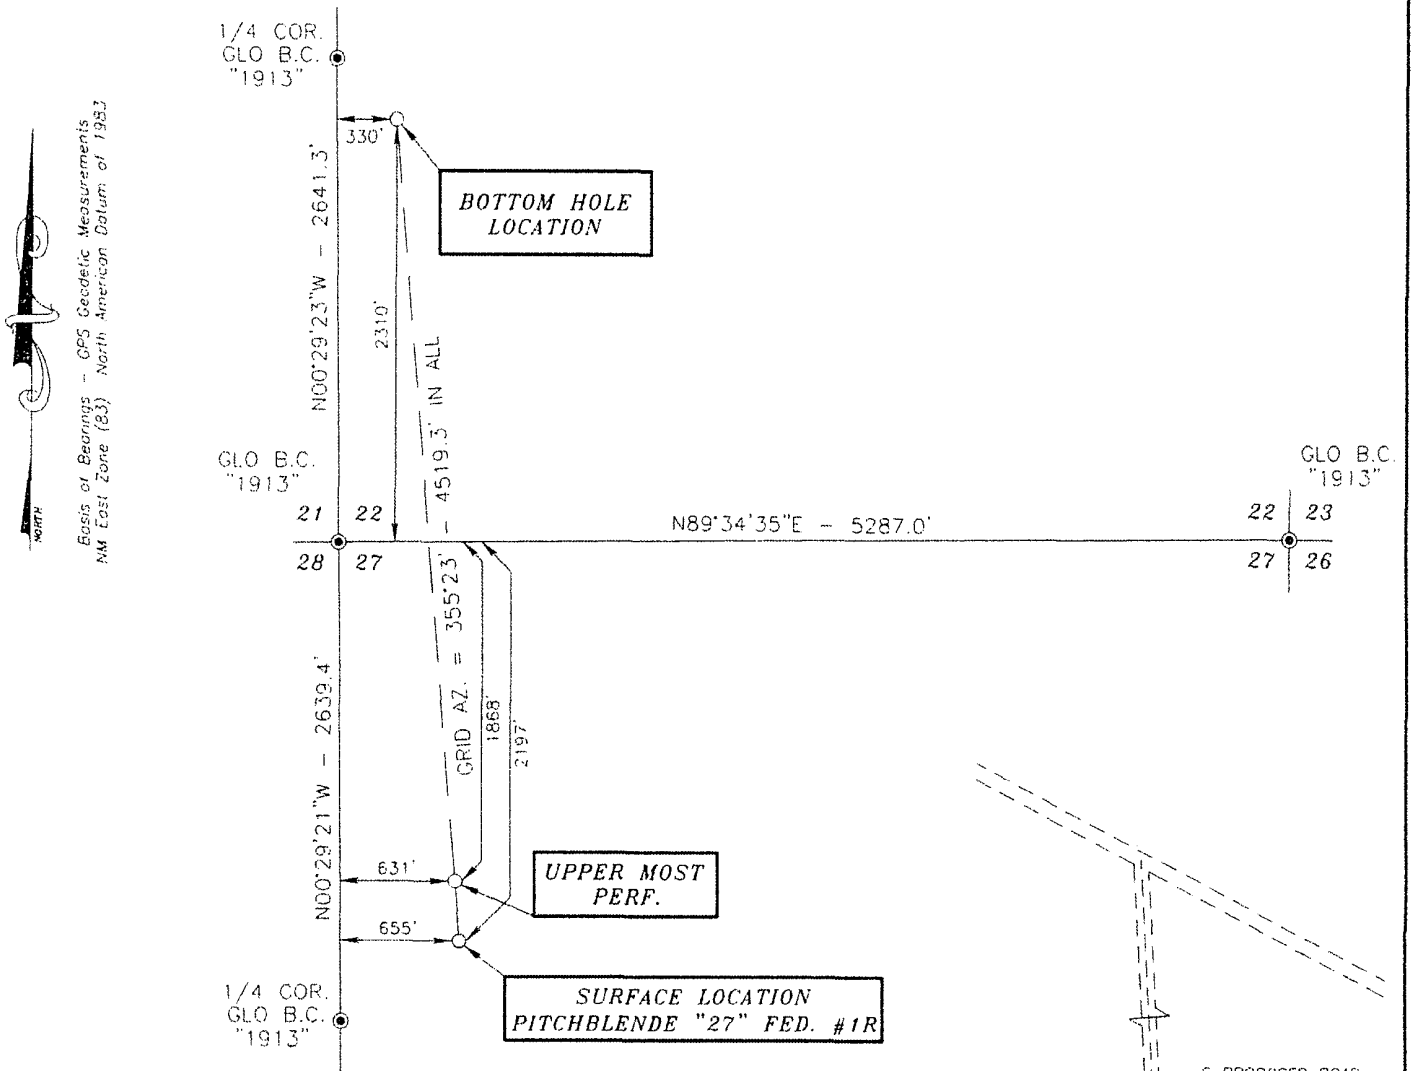 1/4 COR.
GLO B.C.
"1913"
330'
BOTTOM HOLE
LOCATION
N00°29'23"W - 2641.3'
2310'
Basis of Bearings - GPS Geodetic Measurements
NM East Zone (83) North American Datum of 1983
NORTH
GRID AZ. = 355°23' - 4519.3' IN ALL
GLO B.C.
"1913"
GLO B.C.
"1913"
21 22
N89°34'35"E - 5287.0'
22 23
28 27
27 26
N00°29'21"W - 2639.4'
1868'
2197'
631'
UPPER MOST
PERF.
655'
SURFACE LOCATION
PITCHBLENDE "27" FED. #1R
1/4 COR.
GLO B.C.
"1913"